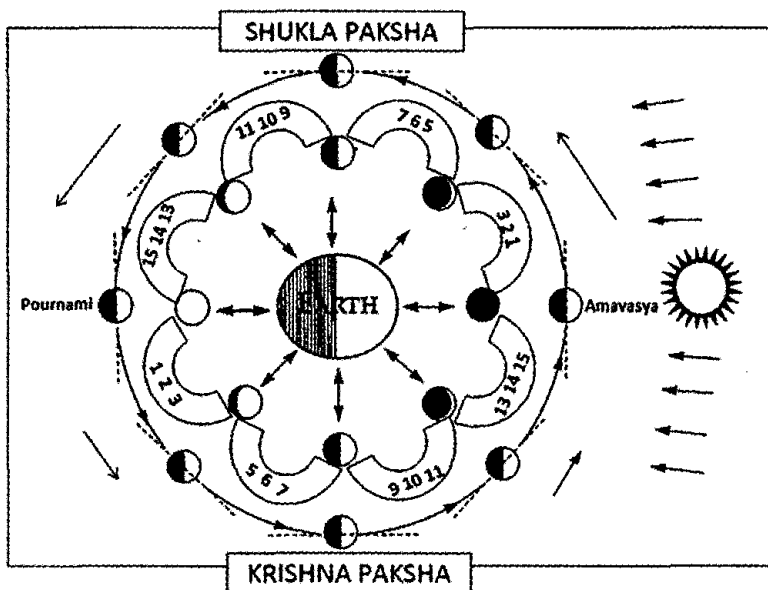 SHUKLA PAKSHA
11 10 9
7 6 5
15 14 13
3 2 1
EARTH
Pournami
Amavasya
1 2 3
13 14 15
5 6 7
9 10 11
KRISHNA PAKSHA